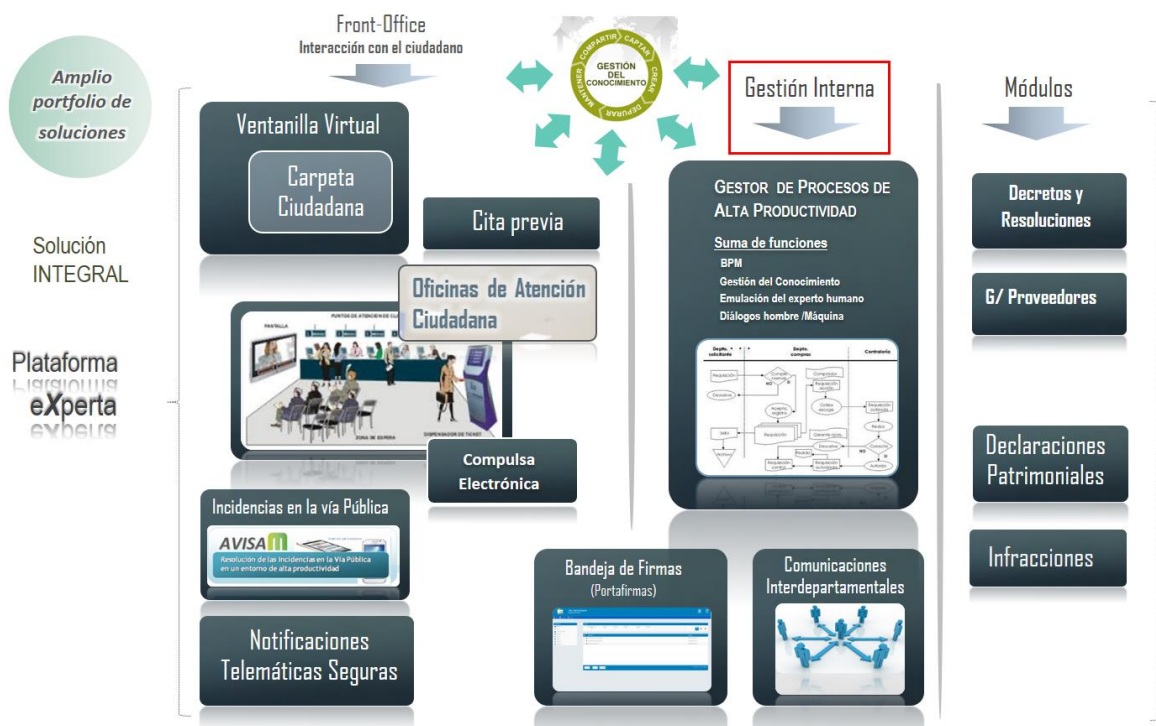 Amplio
portfolio de
soluciones
Solución
INTEGRAL
Plataforma
eXperta
Front-Office
Interacción con el ciudadano
Ventanilla Virtual
Carpeta
Ciudadana
Cita previa
Oficinas de Atención
Ciudadana
PANTALLA
ZONA DE ESPERA
DISPENSADOR DE TICKET
Compulsa
Electrónica
Incidencias en la vía Pública
AVISAM
Resolución de las Incidencias en la Vía Pública
en un entorno de alta productividad
Notificaciones
Telemáticas Seguras
GESTIÓN
DEL
CONOCIMIENTO
COMPARTIR
CAPTAR
CREAR
DEPURAR
MANTENER
Gestión Interna
GESTOR DE PROCESOS DE
ALTA PRODUCTIVIDAD
Suma de funciones
BPM
Gestión del Conocimiento
Emulación del experto humano
Diálogos hombre /Máquina
Depto.
solicitante
Depto.
compras
Contraloría
Requisición
NO
Requisición
NO
Bandeja de Firmas
(Portafirmas)
Comunicaciones
Interdepartamentales
Módulos
Decretos y
Resoluciones
G/ Proveedores
Declaraciones
Patrimoniales
Infracciones